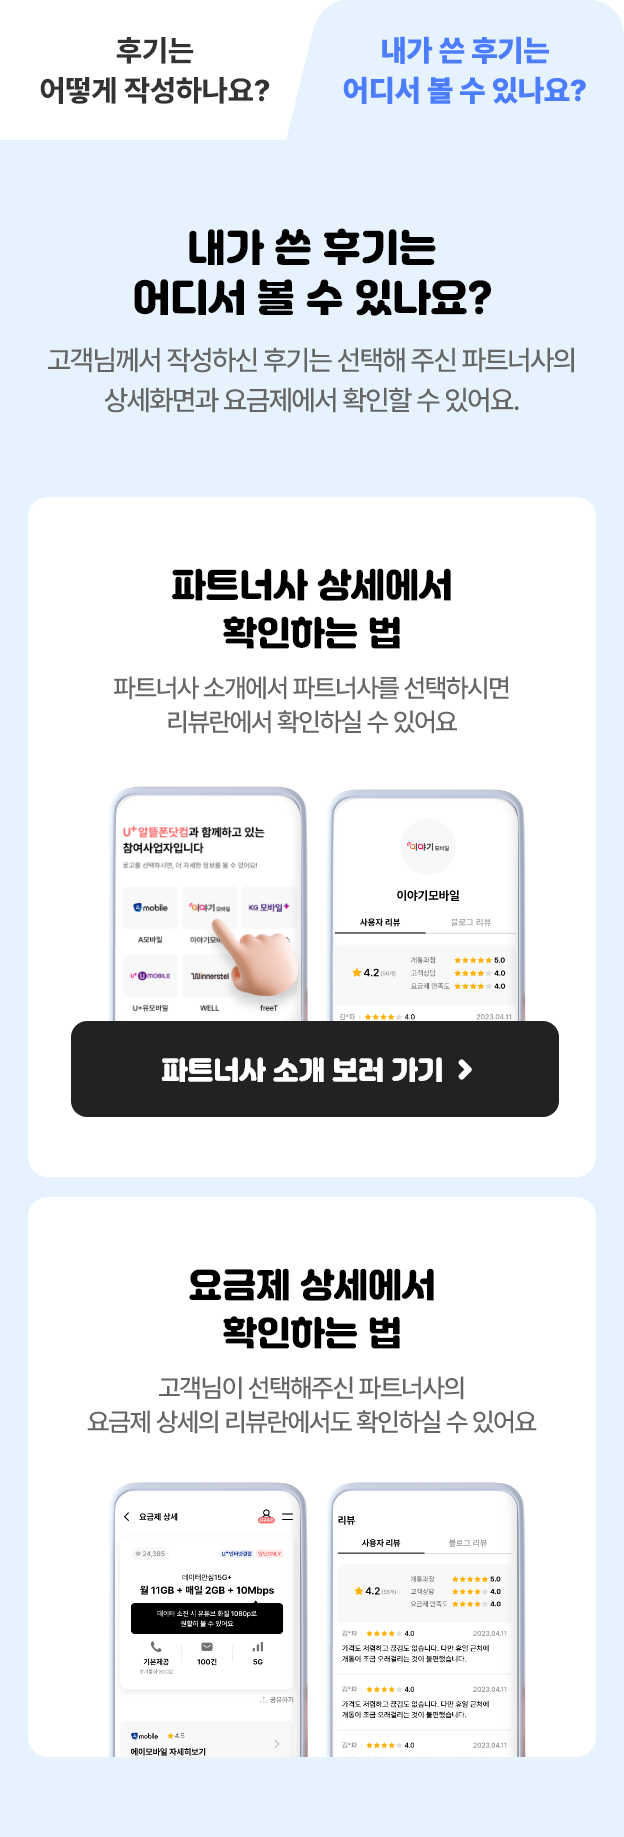 후기는
어떻게 작성하나요?
내가 쓴 후기는
어디서 볼 수 있나요?
내가 쓴 후기는
어디서 볼 수 있나요?
고객님께서 작성하신 후기는 선택해 주신 파트너사의
상세화면과 요금제에서 확인할 수 있어요.
파트너사 상세에서
확인하는 법
파트너사 소개에서 파트너사를 선택하시면
리뷰란에서 확인하실 수 있어요
U+알뜰폰닷컴과 함께하고 있는
참여사업자입니다
로고를 선택하시면, 더 자세한 정보를 볼 수 있어요!
A mobile
이야기 모바일
KG 모바일
A모바일
이야기모바
U+ U MOBILE
Winnerstel
U+유모바일
WELL
freeT
이야기 모바일
이야기모바일
사용자 리뷰
블로그 리뷰
4.2
개통과정 5.0
고객상담 4.0
요금제 만족도 4.0
김*파 4.0 2023.04.11
파트너사 소개 보러 가기
요금제 상세에서
확인하는 법
고객님이 선택해주신 파트너사의
요금제 상세의 리뷰란에서도 확인하실 수 있어요
요금제 상세
24,385
데이터안심15G+
월 11GB + 매일 2GB + 10Mbps
데이터 소진 시 유튜브 화질 1080p로
원활히 볼 수 있어요
기본제공
100건
5G
공유하기
A mobile 4.5
에이모바일 자세히보기
리뷰
사용자 리뷰
블로그 리뷰
4.2
개통과정 5.0
고객상담 4.0
요금제 만족도 4.0
김*파 4.0 2023.04.11
가격도 저렴하고 끊김도 없습니다. 다만 휴일 근처에
개통이 조금 오래걸리는 것이 불편했습니다.
김*파 4.0 2023.04.11
가격도 저렴하고 끊김도 없습니다. 다만 휴일 근처에
개통이 조금 오래걸리는 것이 불편했습니다.
김*파 4.0 2023.04.11